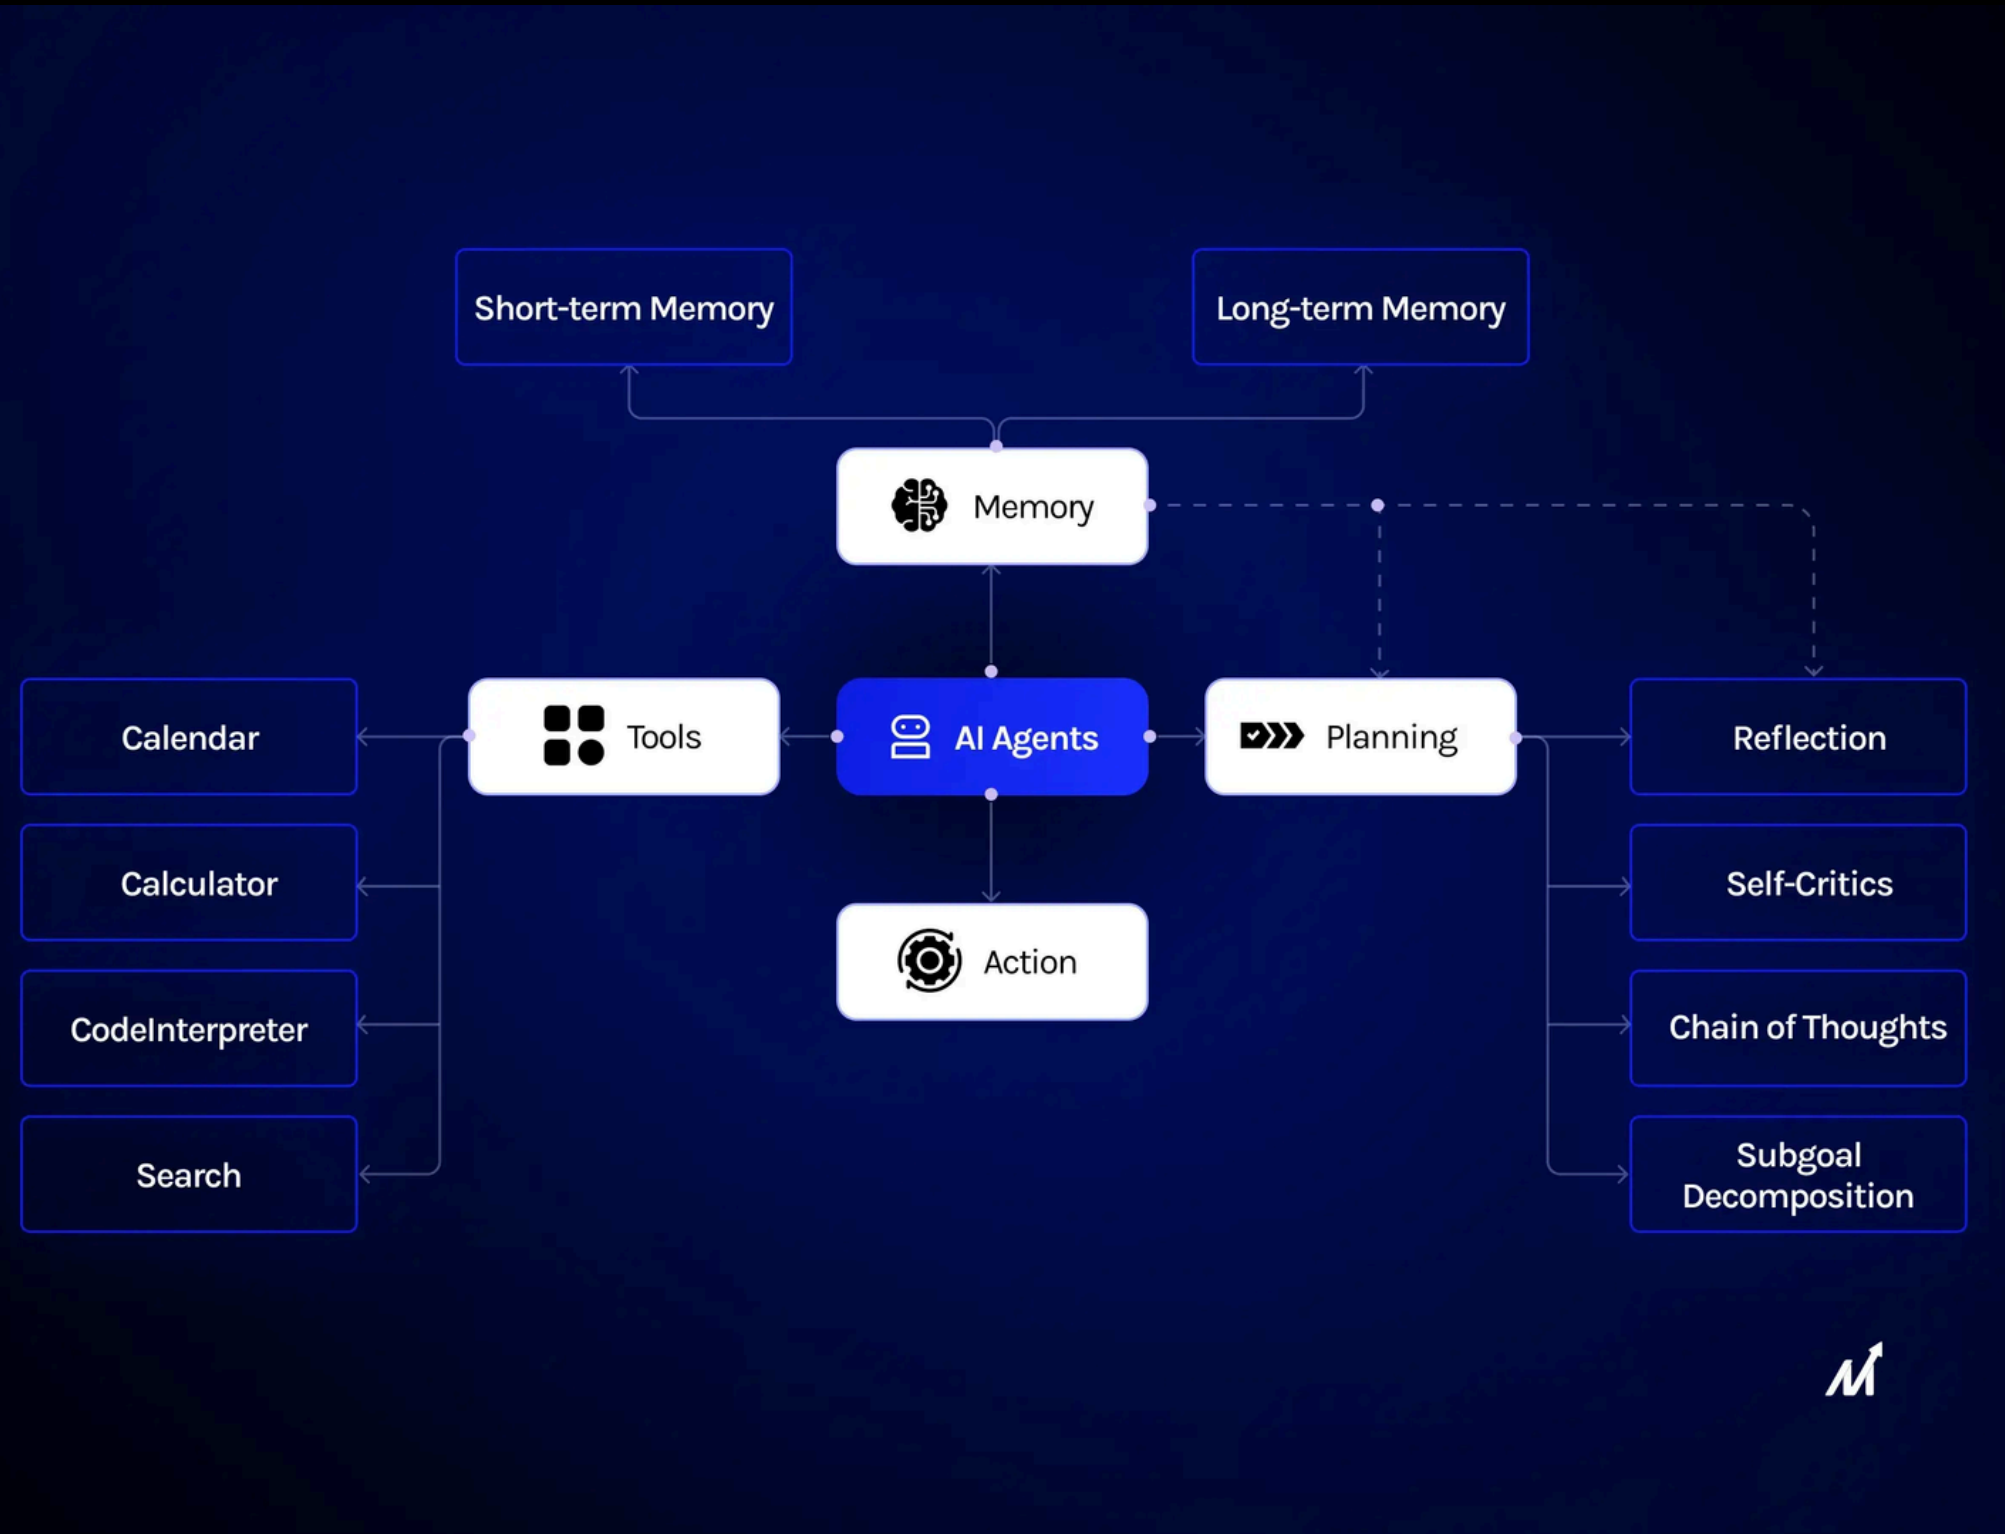 Short-term Memory
Long-term Memory
Memory
Calendar
Tools
AI Agents
Planning
Reflection
Calculator
Self-Critics
Action
CodeInterpreter
Chain of Thoughts
Search
Subgoal
Decomposition